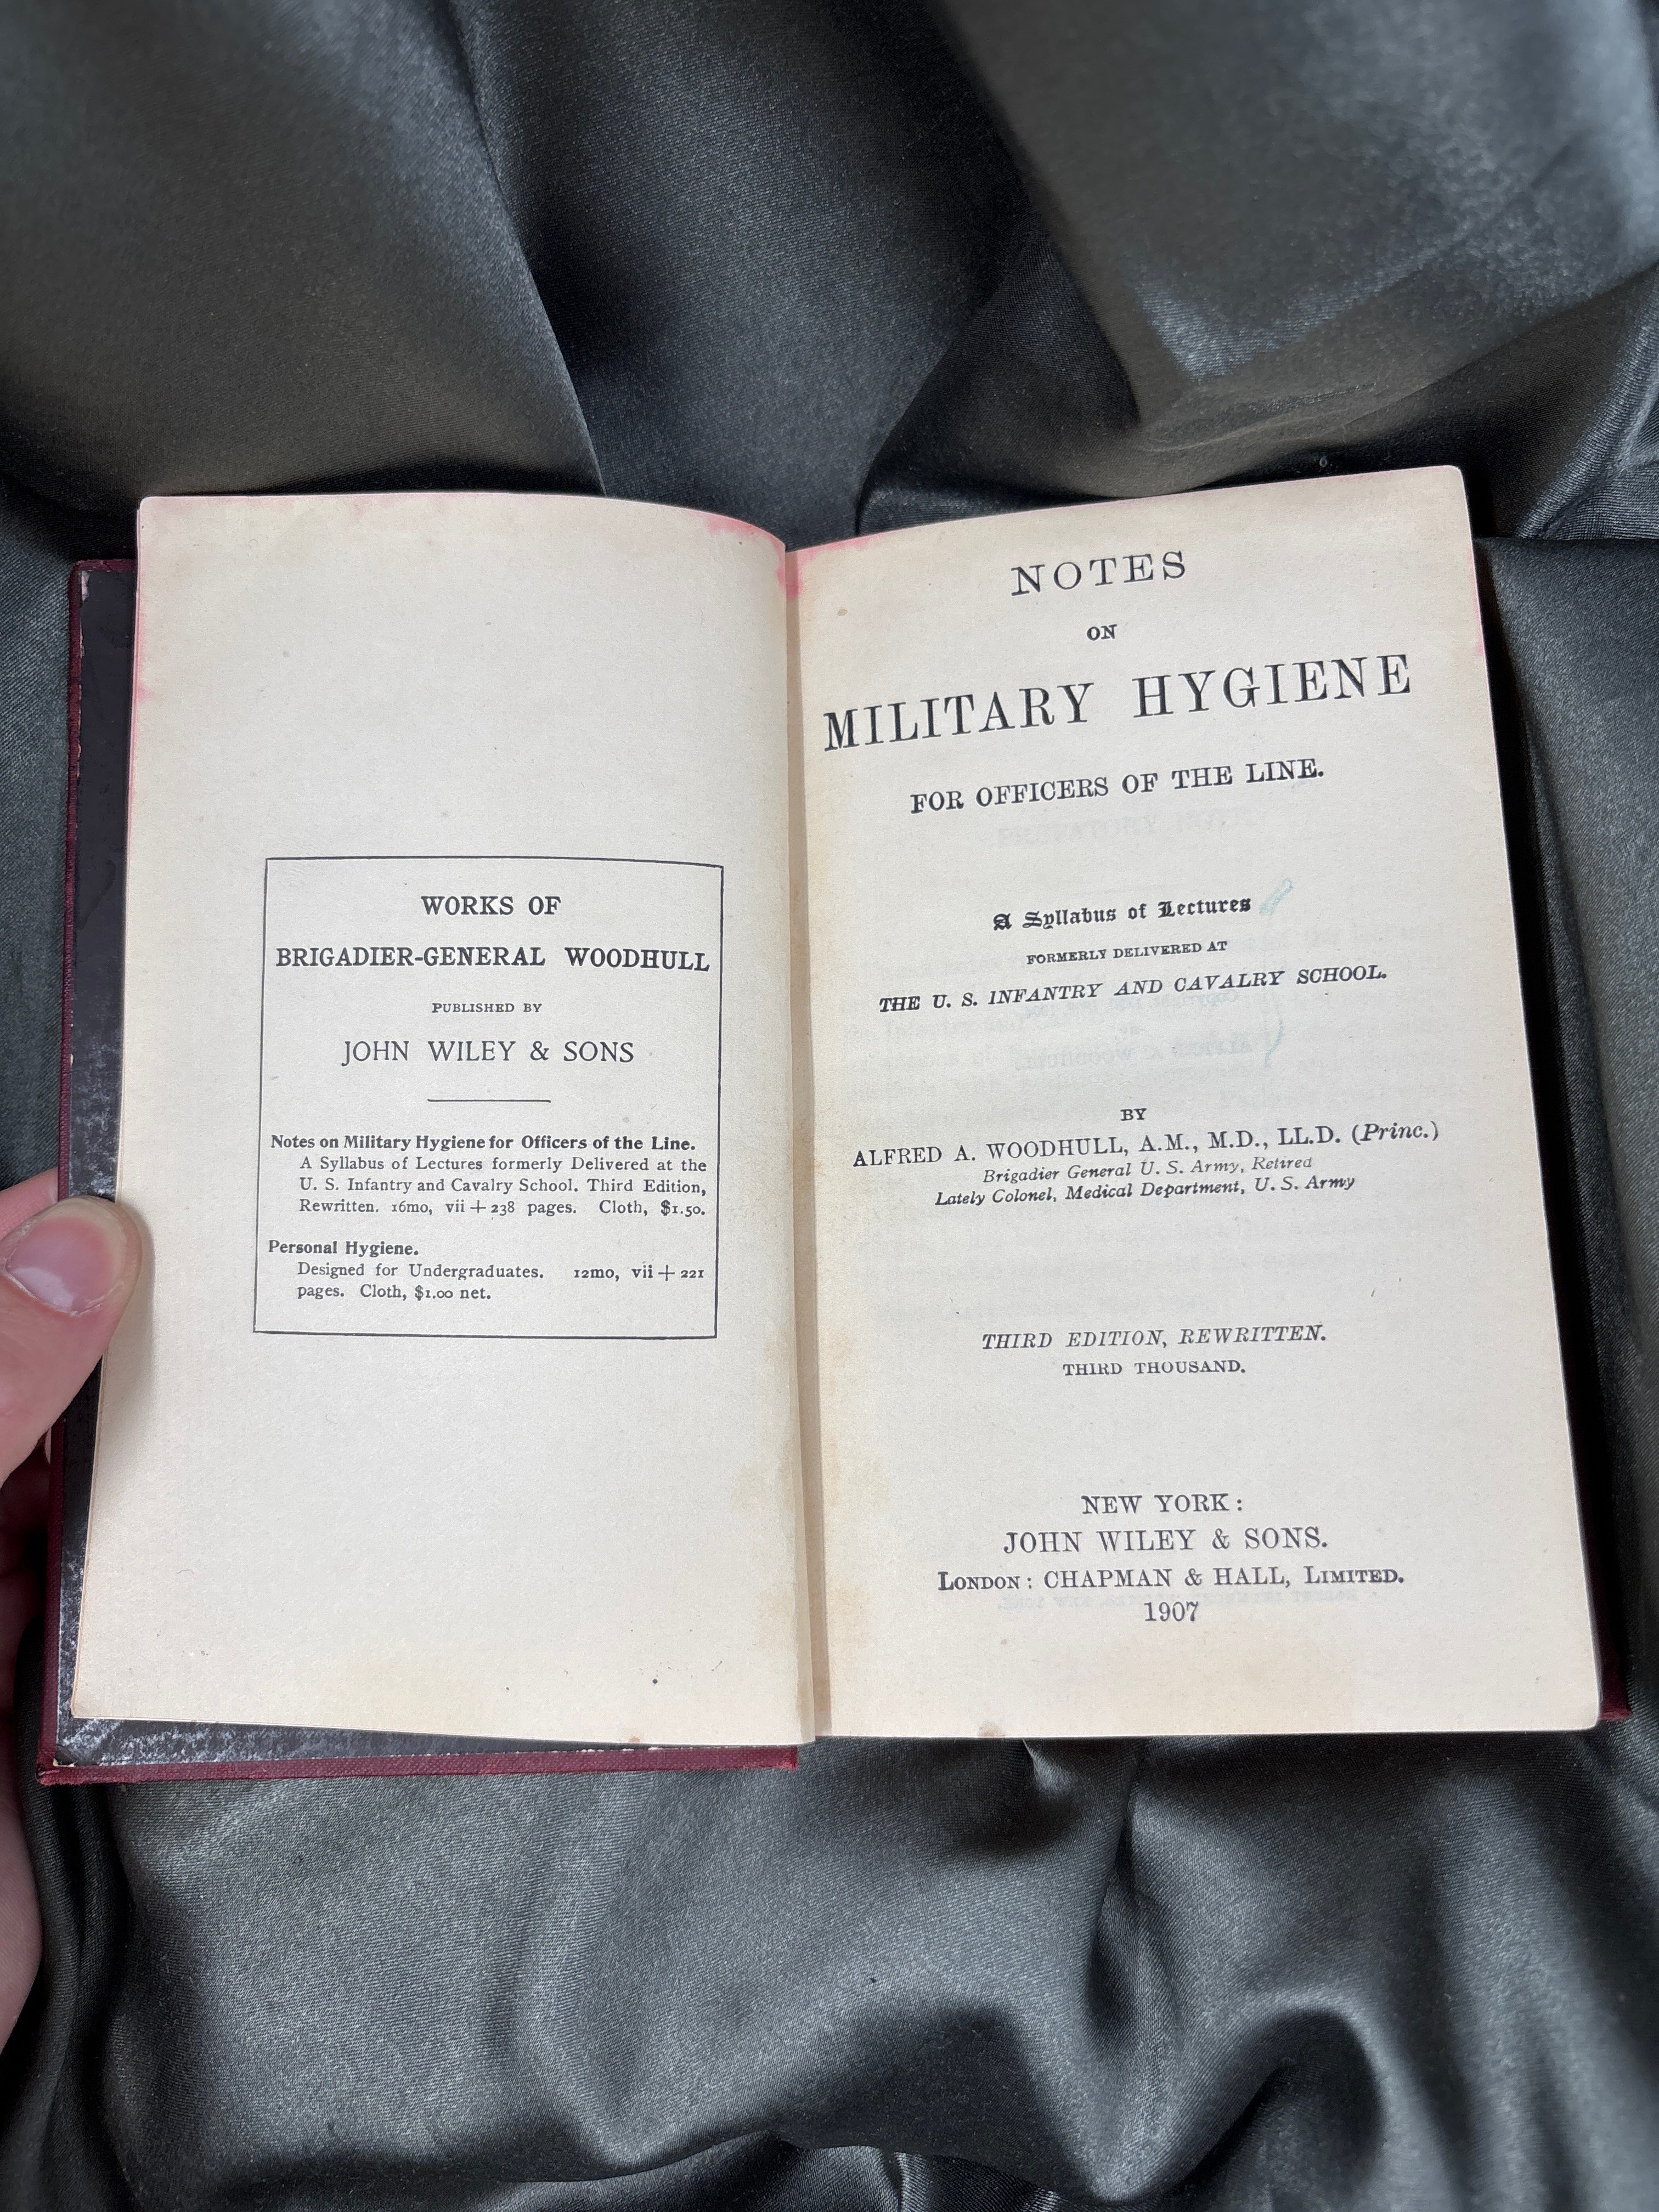 WORKS OF
BRIGADIER-GENERAL WOODHULL
PUBLISHED BY
JOHN WILEY & SONS
Notes on Military Hygiene for Officers of the Line.
A Syllabus of Lectures formerly Delivered at the
U. S. Infantry and Cavalry School. Third Edition,
Rewritten. 16mo, vii + 238 pages. Cloth, $1.50.
Personal Hygiene.
Designed for Undergraduates. 12mo, vii + 221
pages. Cloth, $1.00 net.
NOTES
ON
MILITARY HYGIENE
FOR OFFICERS OF THE LINE.
A Syllabus of Lectures
FORMERLY DELIVERED AT
THE U. S. INFANTRY AND CAVALRY SCHOOL.
BY
ALFRED A. WOODHULL, A.M., M.D., LL.D. (Princ.)
Brigadier General U. S. Army, Retired
Lately Colonel, Medical Department, U. S. Army
THIRD EDITION, REWRITTEN.
THIRD THOUSAND.
NEW YORK:
JOHN WILEY & SONS.
LONDON: CHAPMAN & HALL, LIMITED.
1907